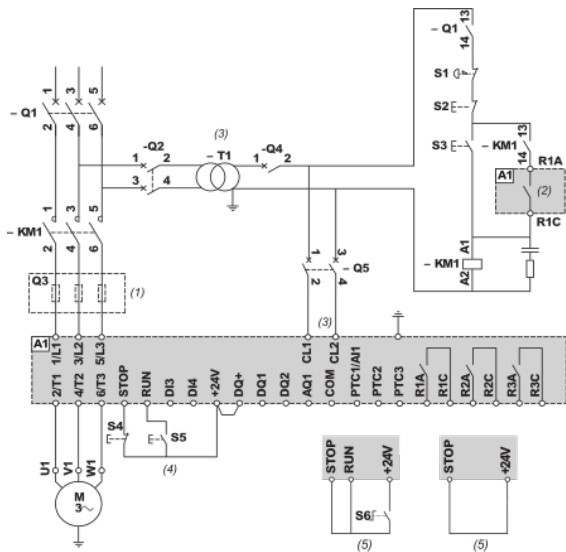 1 3 5
– Q1
2 4 6
-Q2
1 2
3 4
(3)
– T1
-Q4
1 2
13
– Q1
14
S1
S2
S3
13
– KM1
14
R1A
A1
(2)
R1C
A1
– KM1
A2
1 3 5
– KM1
2 4 6
Q3
(1)
1 3
– Q5
2 4
(3)
A1
1/L1 3/L2 5/L3 CL1 CL2
2/T1 4/T2 6/T3 STOP RUN DI3 DI4 +24V DQ+ DQ1 DQ2 AQ1 COM PTC1/AI1 PTC2 PTC3 R1A R1C R2A R2C R3A R3C
S4 S5
(4)
U1 V1 W1
M
3
STOP RUN +24V
S6
(5)
STOP +24V
(5)